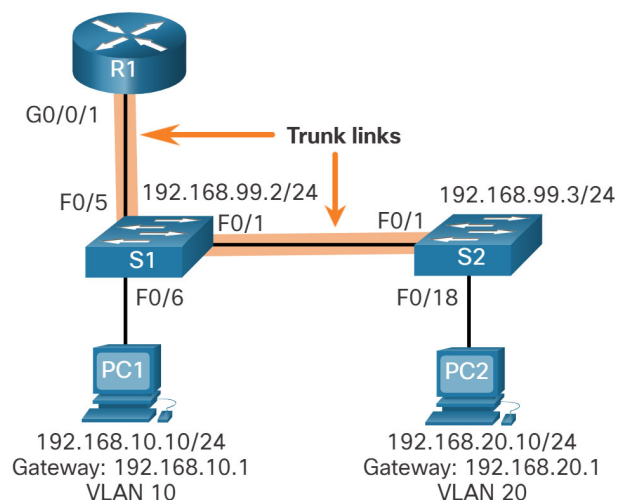 R1
G0/0/1
Trunk links
F0/5
192.168.99.2/24
192.168.99.3/24
F0/1
F0/1
S1
S2
F0/6
F0/18
PC1
PC2
192.168.10.10/24
Gateway: 192.168.10.1
VLAN 10
192.168.20.10/24
Gateway: 192.168.20.1
VLAN 20